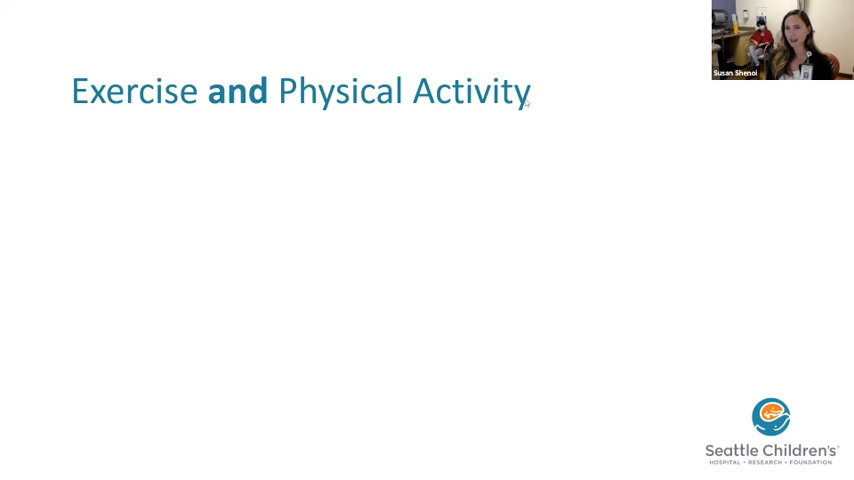 Susan Shenoi
Exercise and Physical Activity
Seattle Children's
HOSPITAL • RESEARCH • FOUNDATION